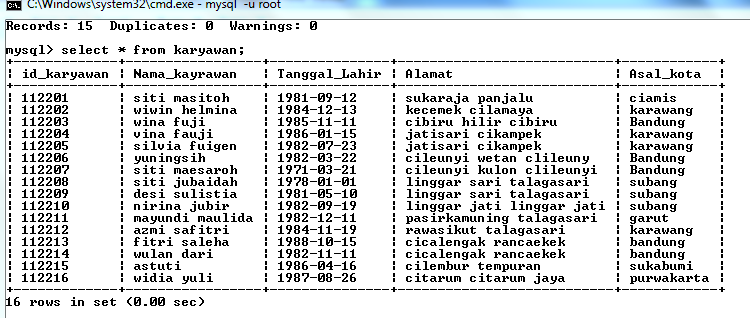 C:\Windows\system32\cmd.exe - mysql -u root
Records: 15 Duplicates: 0 Warnings: 0
mysql> select * from karyawan;
id_karyawan | Nama_kayrawan | Tanggal_Lahir | Alamat | Asal_kota
112201 | siti masitoh | 1981-09-12 | sukaraja panjalu | ciamis
112202 | wiwin helmina | 1984-12-13 | kecemek cilamaya | karawang
112203 | wina fuji | 1985-11-11 | cibiru hilir cibiru | Bandung
112204 | vina fauji | 1986-01-15 | jatisari cikampek | karawang
112205 | silvia fuigen | 1982-07-23 | jatisari cikampek | karawang
112206 | yuningsih | 1982-03-22 | cileunyi wetan clileuny | Bandung
112207 | siti maesaroh | 1971-03-21 | cileunyi kulon clileunyi | Bandung
112208 | siti jubaidah | 1978-01-01 | linggar sari talagasari | subang
112209 | desi sulistia | 1981-05-10 | linggar sari talagasari | subang
112210 | nirina jubir | 1982-09-19 | linggar jati linggar jati | subang
112211 | mayundi maulida | 1982-12-11 | pasirkamuning talagasari | garut
112212 | azmi safitri | 1984-11-19 | rawasikut talagasari | karawang
112213 | fitri saleha | 1988-10-15 | cicalengak rancaekek | bandung
112214 | wulan dari | 1982-11-11 | cicalengak rancaekek | bandung
112215 | astuti | 1986-04-16 | cilembur tempuran | sukabumi
112216 | widia yuli | 1987-08-26 | citarum citarum jaya | purwakarta
16 rows in set (0.00 sec)